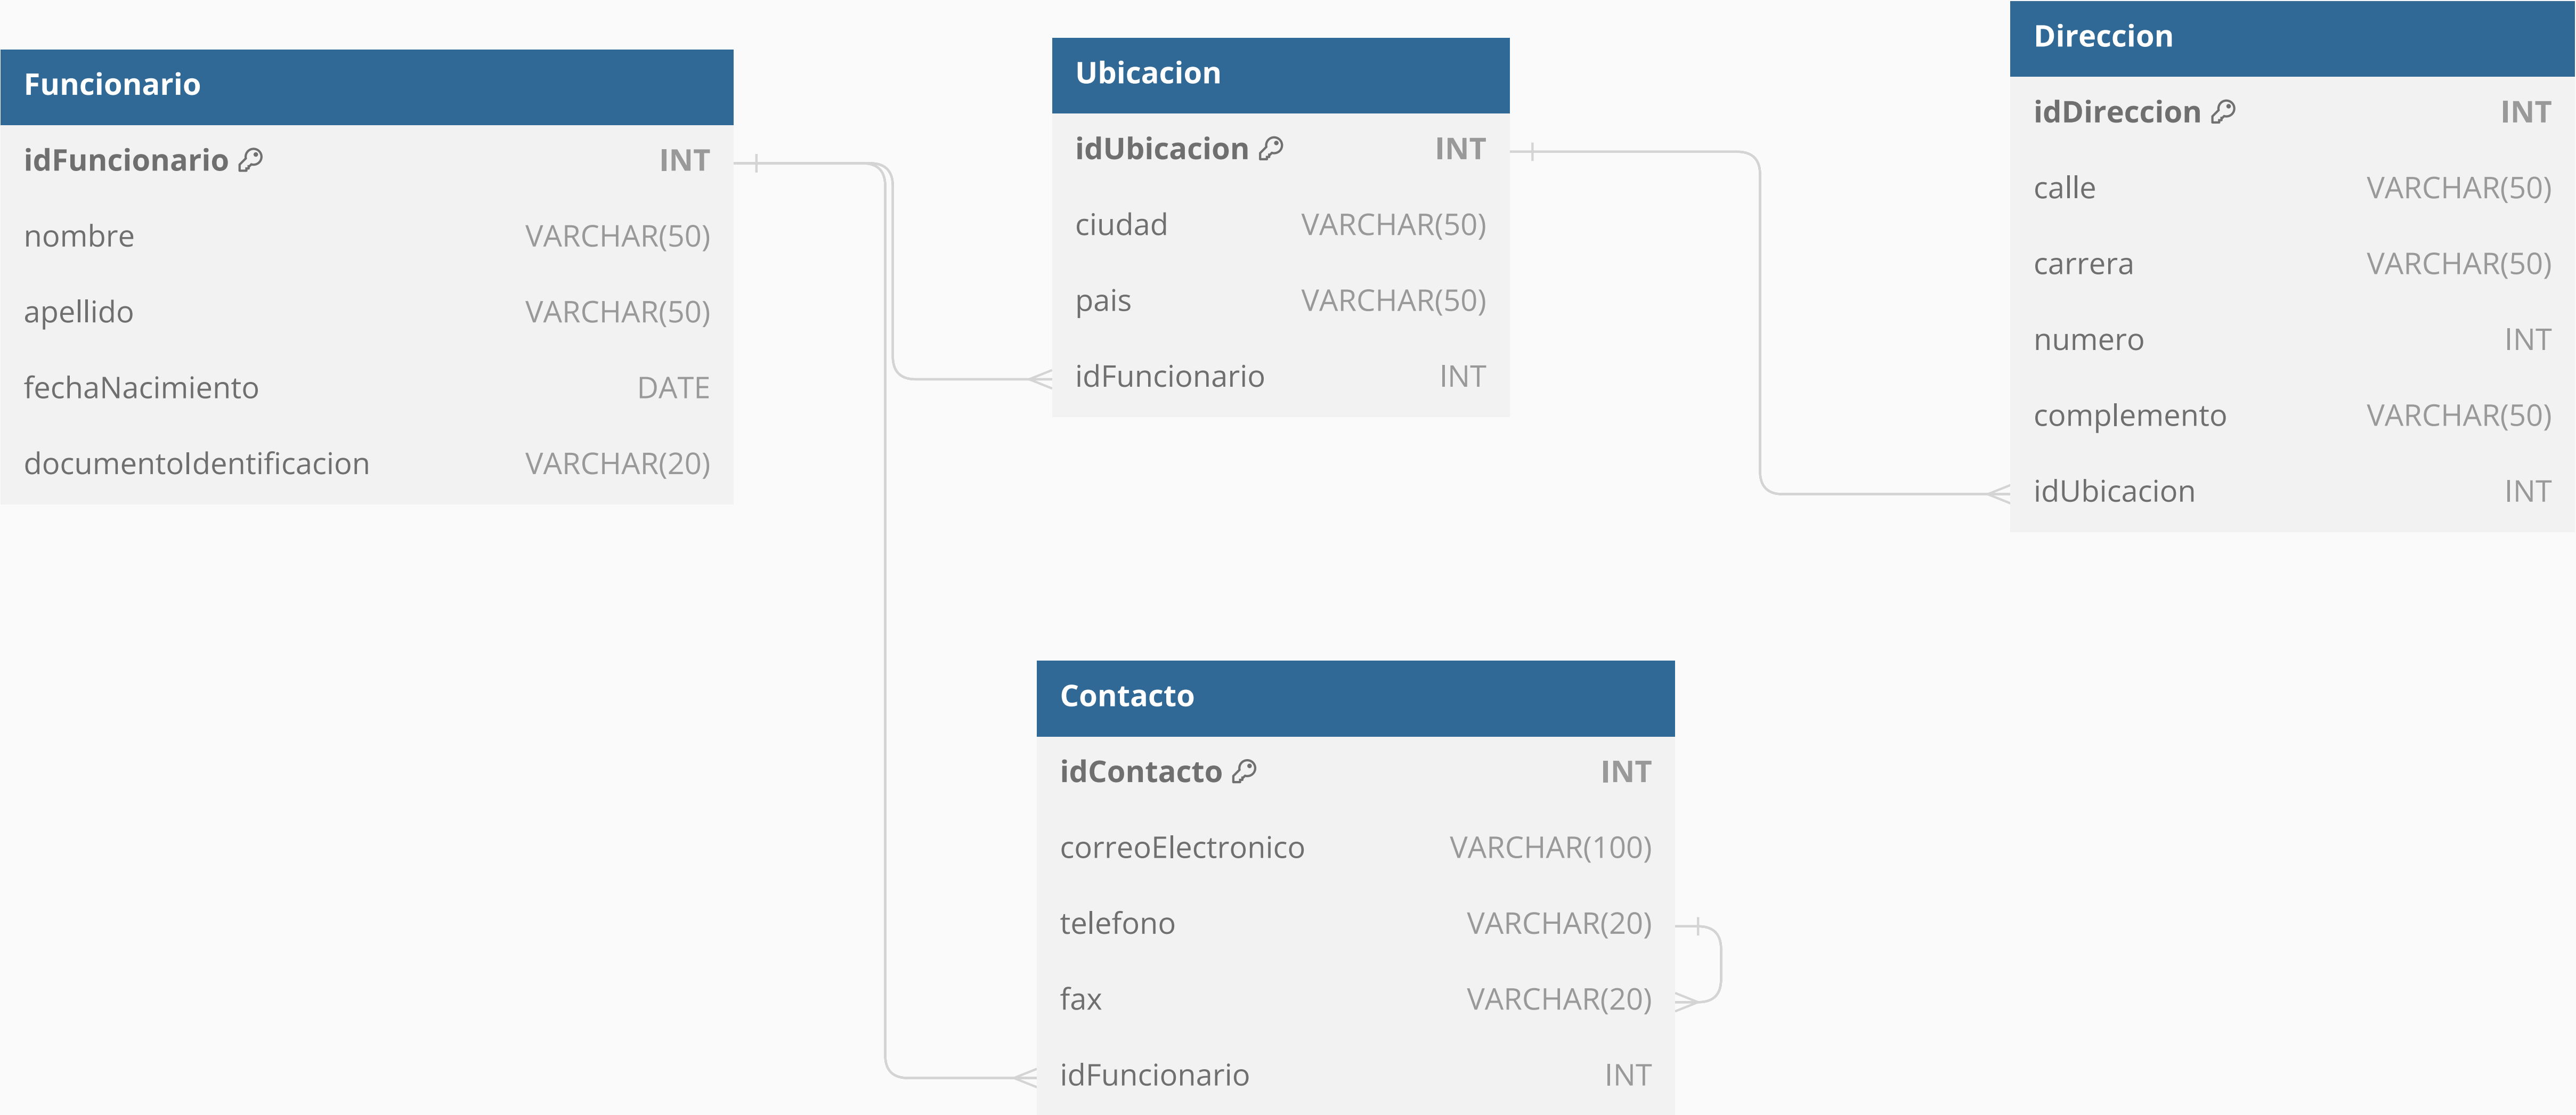 Funcionario
idFuncionario INT
nombre VARCHAR(50)
apellido VARCHAR(50)
fechaNacimiento DATE
documentoIdentificacion VARCHAR(20)
Ubicacion
idUbicacion INT
ciudad VARCHAR(50)
pais VARCHAR(50)
idFuncionario INT
Direccion
idDireccion INT
calle VARCHAR(50)
carrera VARCHAR(50)
numero INT
complemento VARCHAR(50)
idUbicacion INT
Contacto
idContacto INT
correoElectronico VARCHAR(100)
telefono VARCHAR(20)
fax VARCHAR(20)
idFuncionario INT